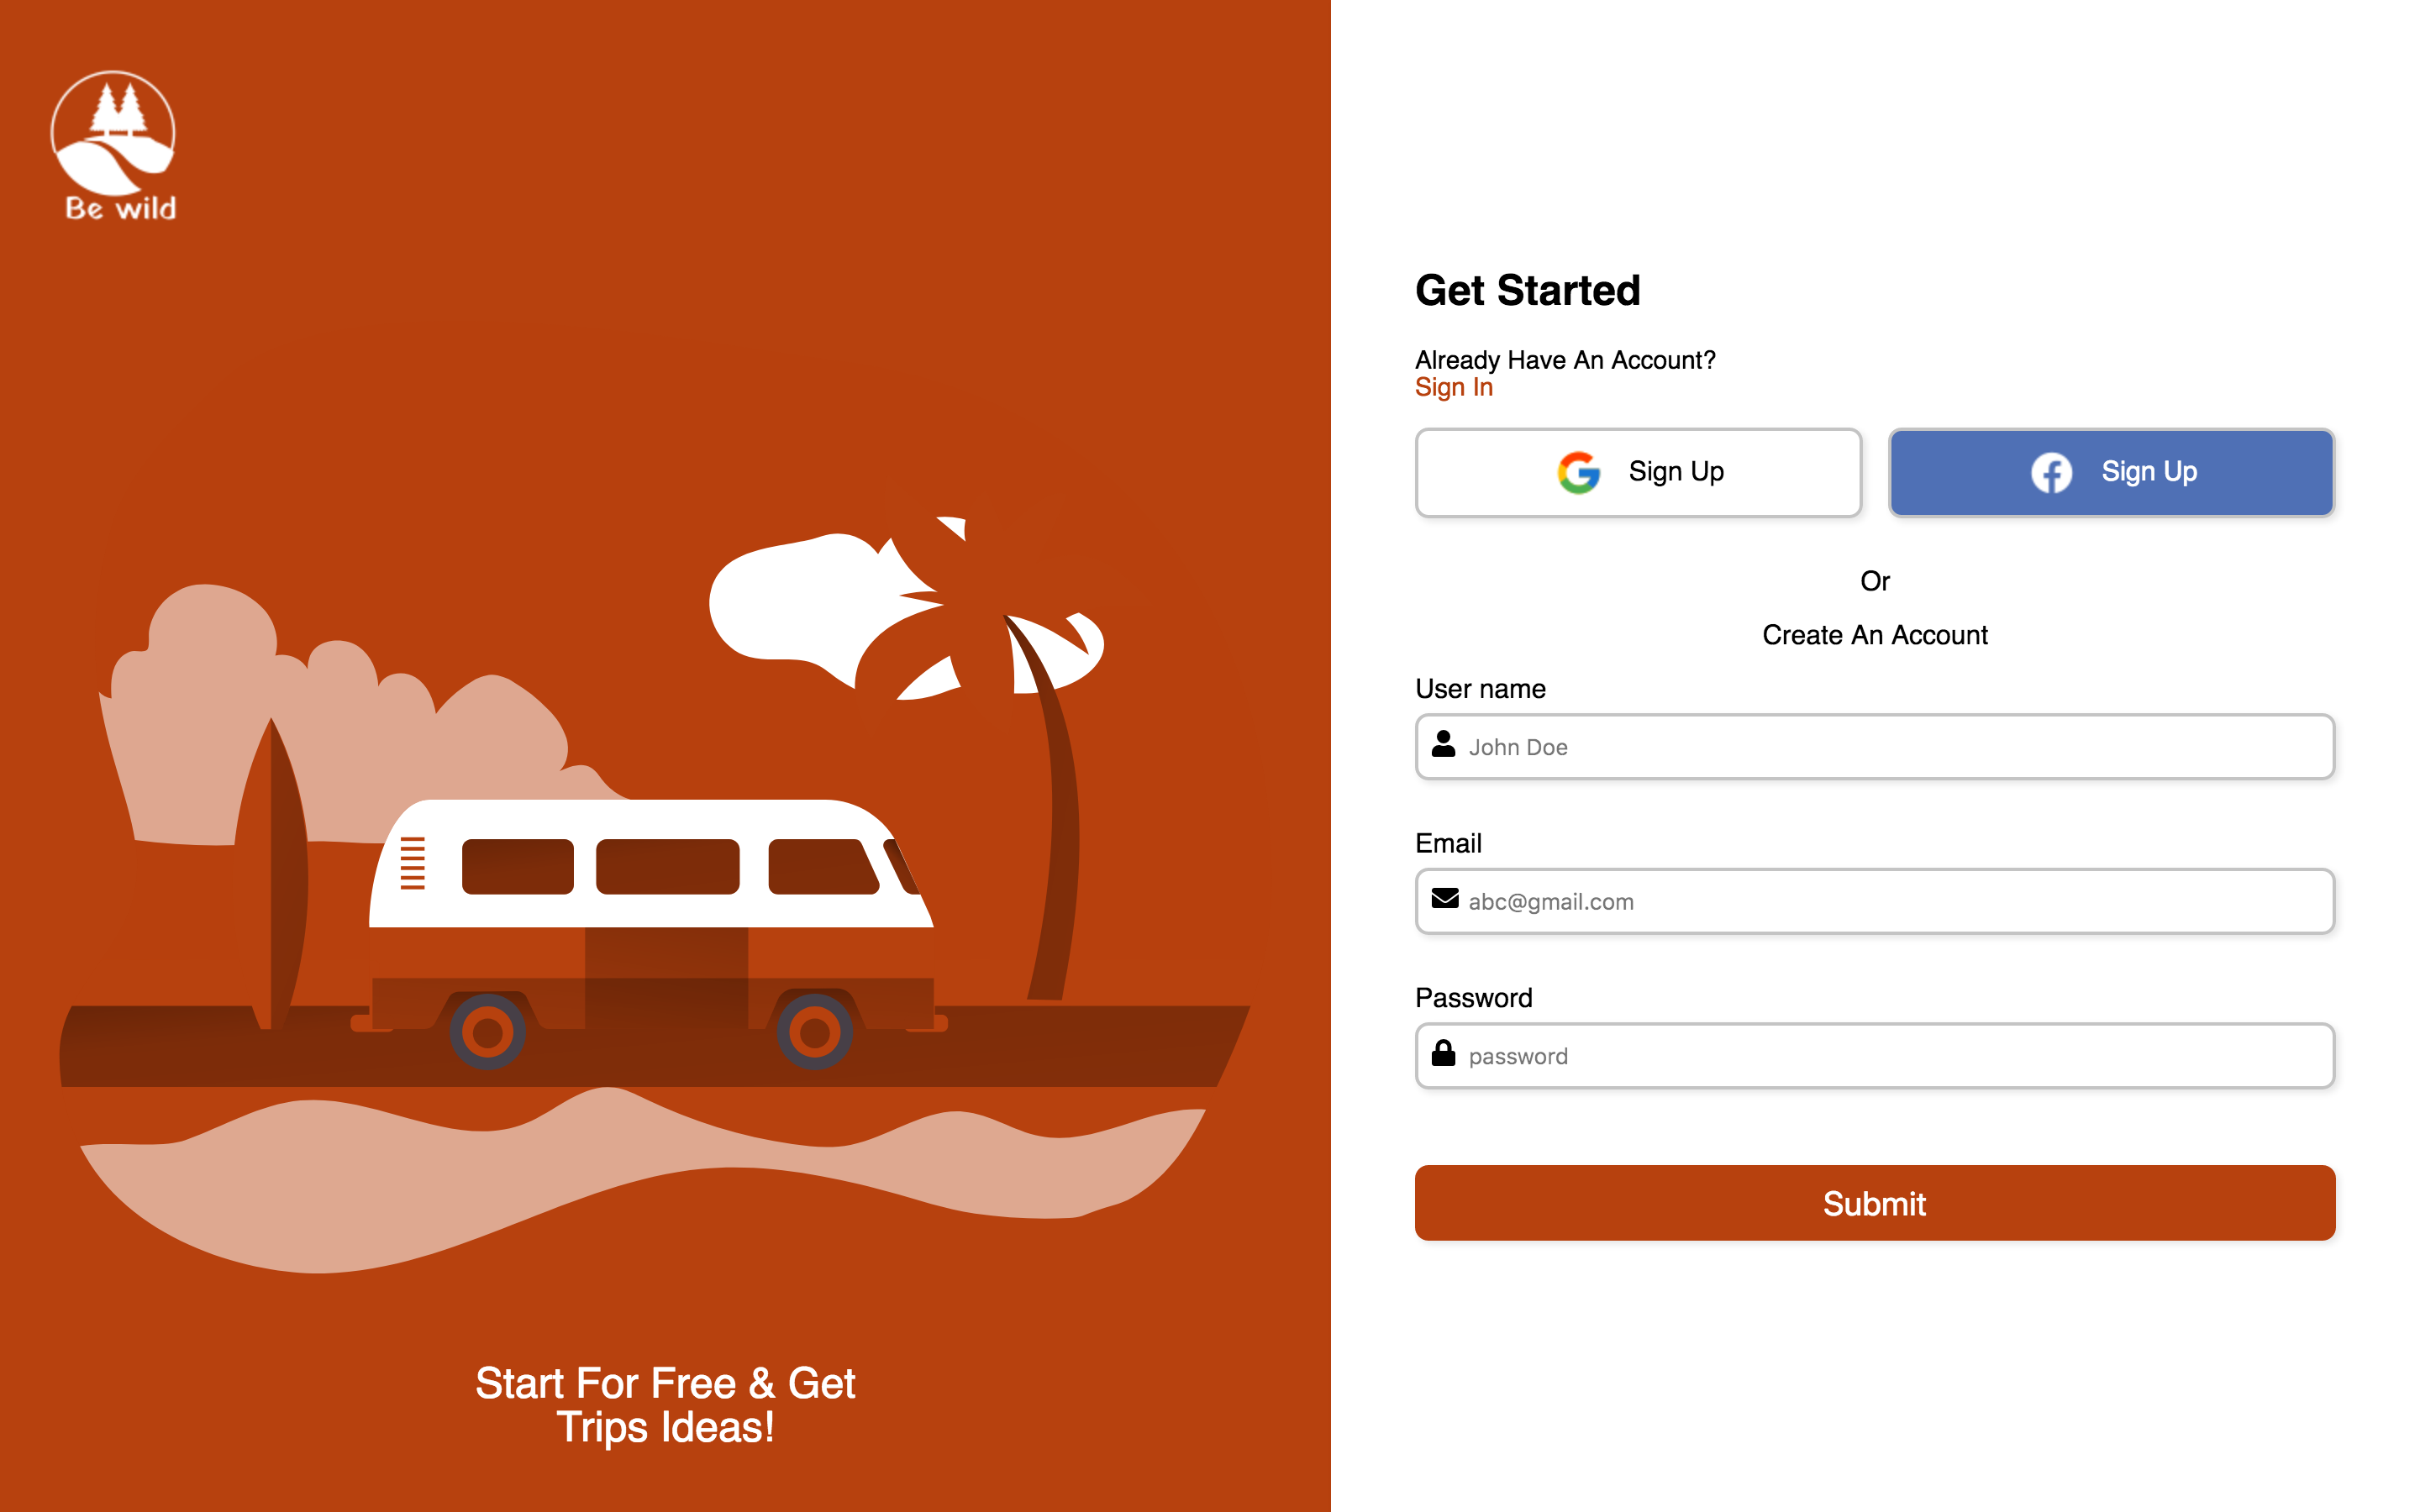 Be wild
Start For Free & Get
Trips Ideas!
Get Started
Already Have An Account?
Sign In
Sign Up
Sign Up
Or
Create An Account
User name
John Doe
Email
abc@gmail.com
Password
password
Submit